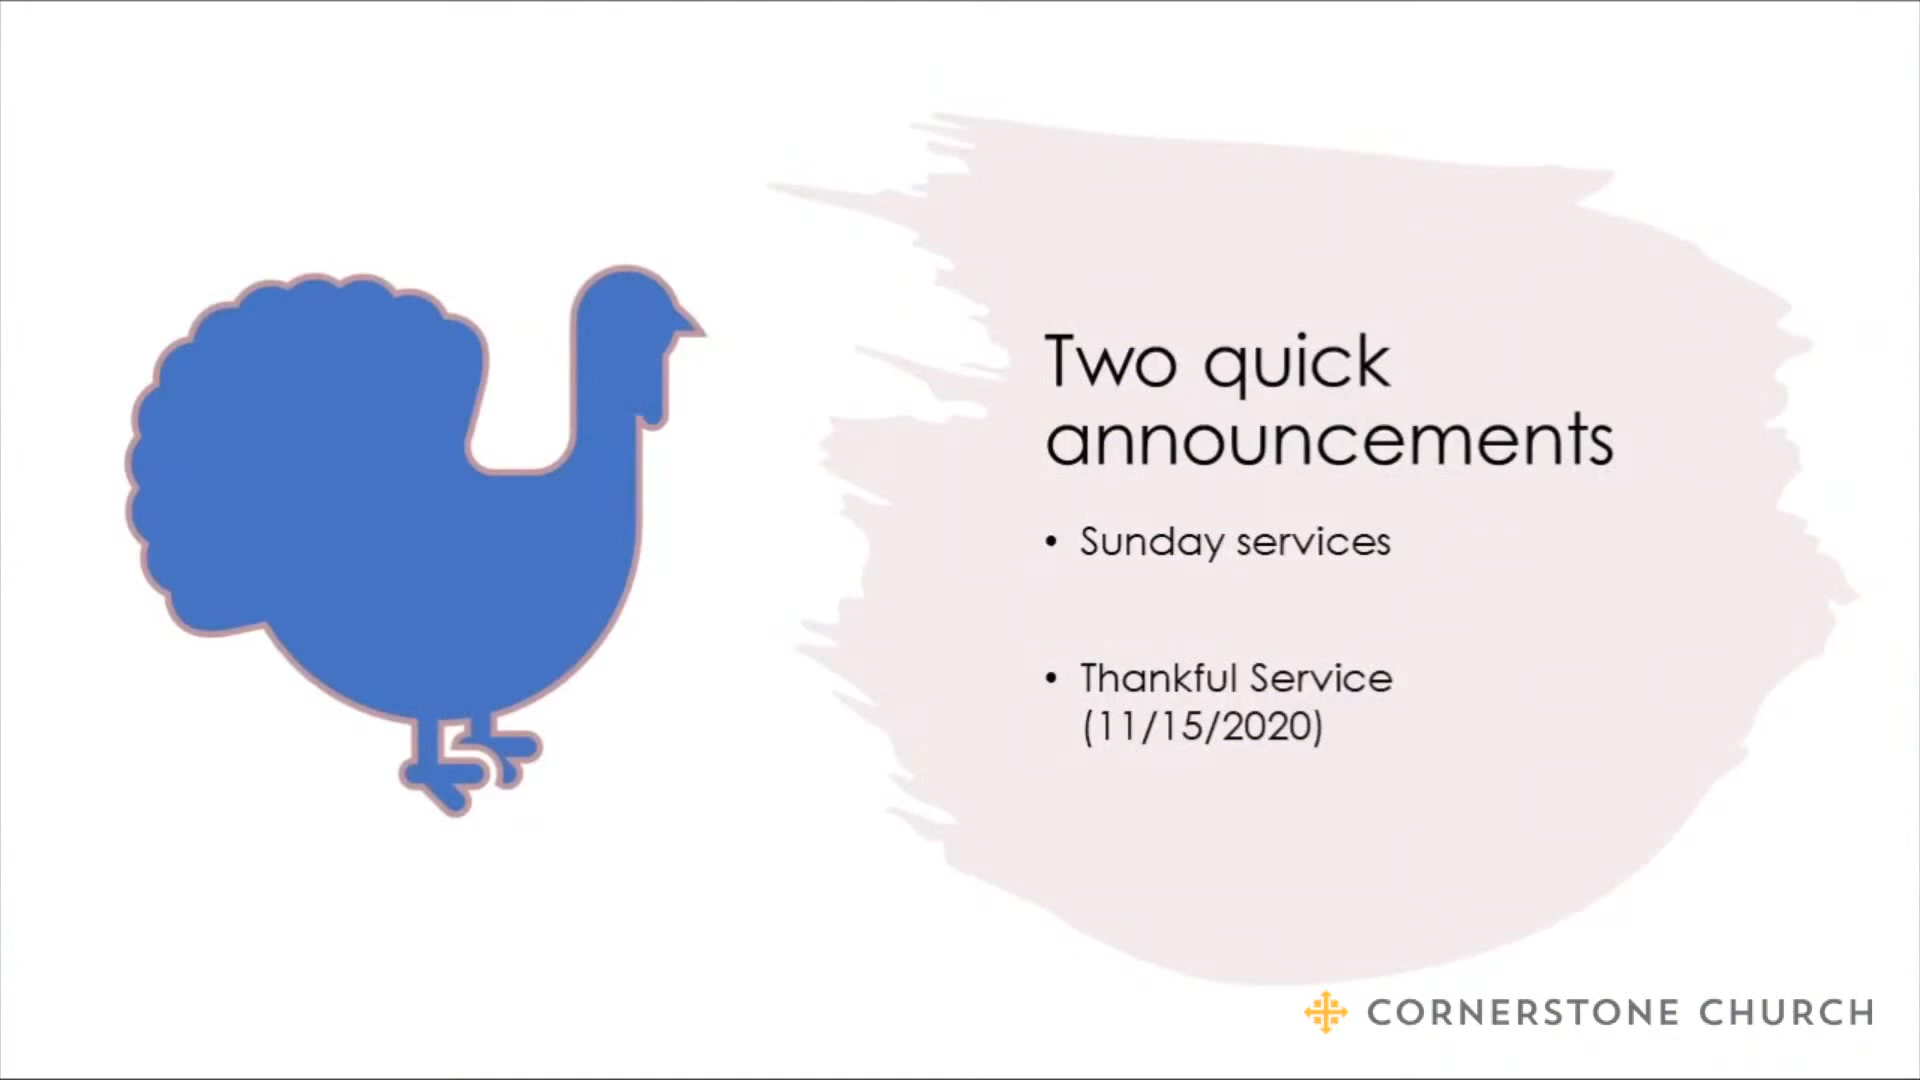 Two quick
announcements
• Sunday services
• Thankful Service
(11/15/2020)
CORNERSTONE CHURCH